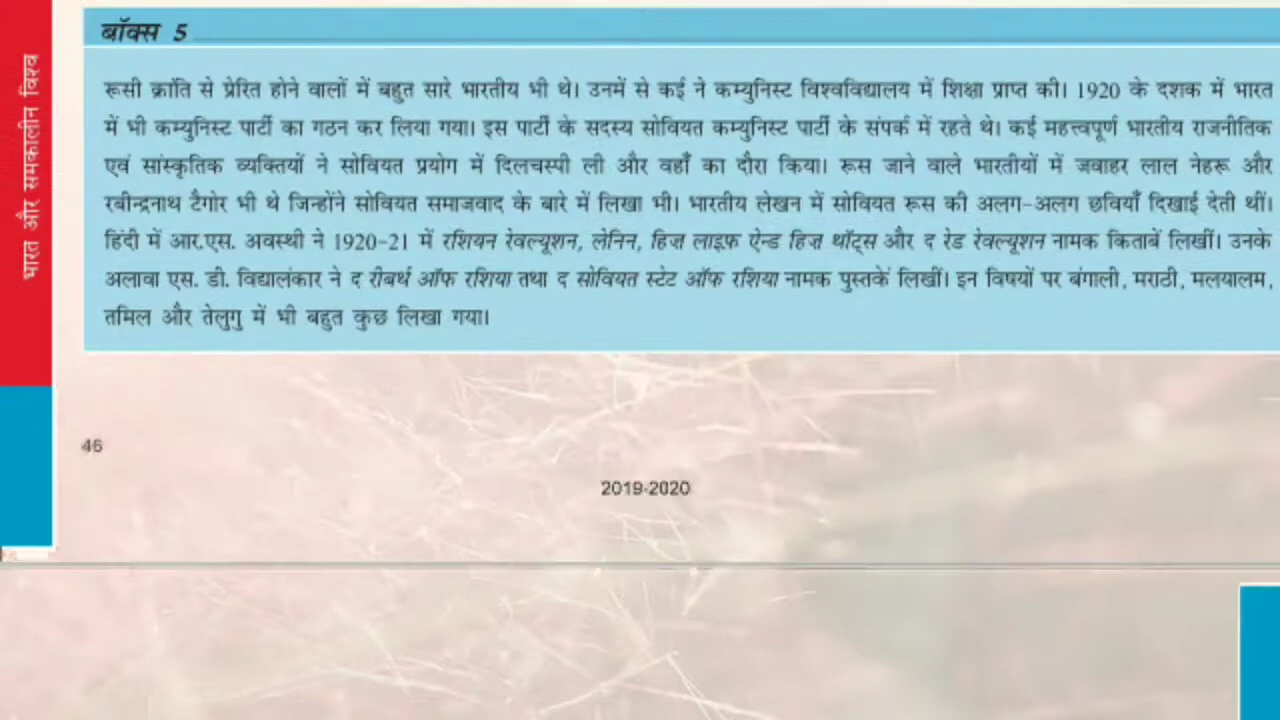 बॉक्स 5
रूसी क्रांति से प्रेरित होने वालों में बहुत सारे भारतीय भी थे। उनमें से कई ने कम्युनिस्ट विश्वविद्यालय में शिक्षा प्राप्त की। 1920 के दशक में भारत
में भी कम्युनिस्ट पार्टी का गठन कर लिया गया। इस पार्टी के सदस्य सोवियत कम्युनिस्ट पार्टी के संपर्क में रहते थे। कई महत्त्वपूर्ण भारतीय राजनीतिक
एवं सांस्कृतिक व्यक्तियों ने सोवियत प्रयोग में दिलचस्पी ली और वहाँ का दौरा किया। रूस जाने वाले भारतीयों में जवाहर लाल नेहरू और
रबीन्द्रनाथ टैगोर भी थे जिन्होंने सोवियत समाजवाद के बारे में लिखा भी। भारतीय लेखन में सोवियत रूस की अलग-अलग छवियाँ दिखाई देती थीं।
हिंदी में आर.एस. अवस्थी ने 1920-21 में रशियन रेवल्यूशन, लेनिन, हिज़ लाइफ़ ऐन्ड हिज़ थॉट्स और द रेड रेवल्यूशन नामक किताबें लिखीं। उनके
अलावा एस. डी. विद्यालंकार ने द रीबर्थ ऑफ रशिया तथा द सोवियत स्टेट ऑफ़ रशिया नामक पुस्तकें लिखीं। इन विषयों पर बंगाली, मराठी, मलयालम,
तमिल और तेलुगु में भी बहुत कुछ लिखा गया।
भारत और समकालीन विश्व
46
2019-2020